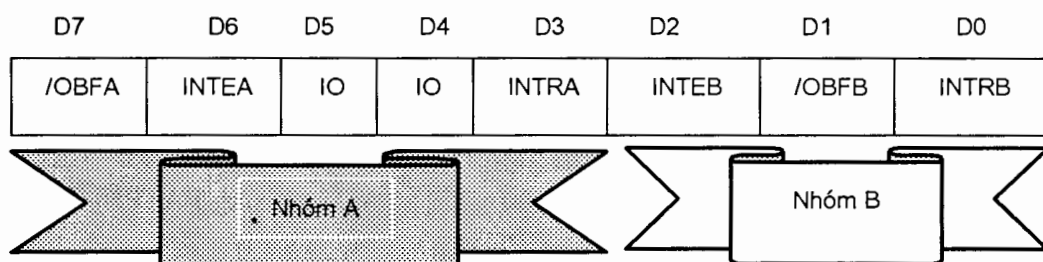 D7 D6 D5 D4 D3 D2 D1 D0
/OBFA INTEA IO IO INTRA INTEB /OBFB INTRB
Nhóm A Nhóm B